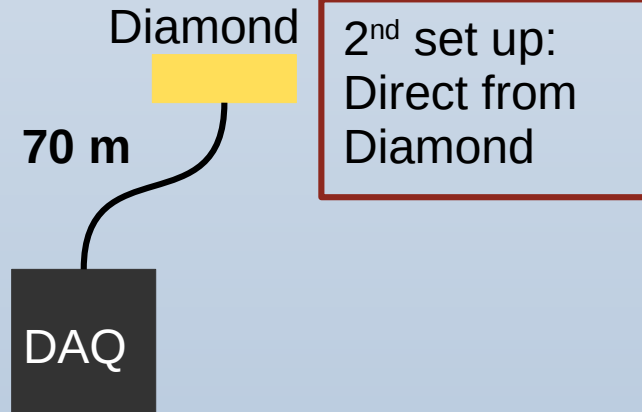 Diamond
2nd set up:
Direct from
Diamond
70 m
DAQ